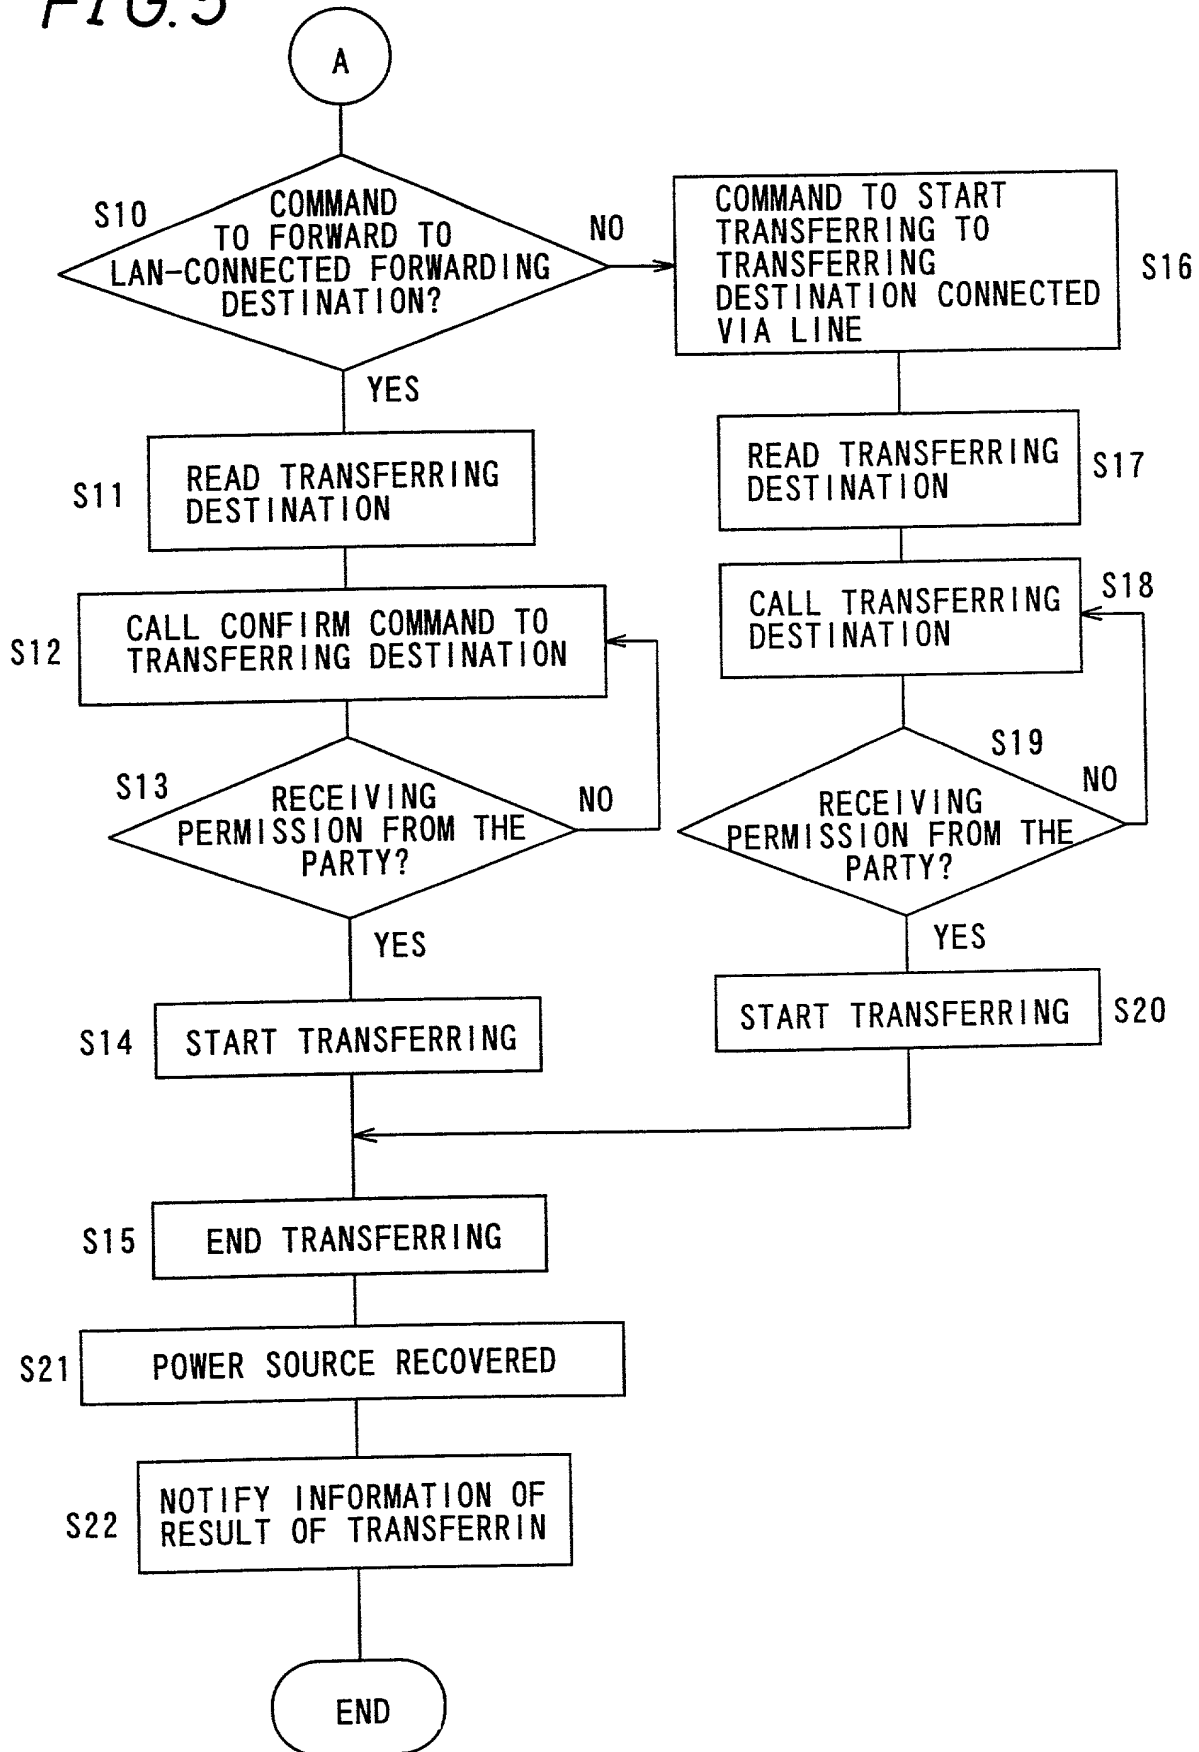 FIG. 5
A
S10
COMMAND
TO FORWARD TO
LAN-CONNECTED FORWARDING
DESTINATION?
NO
YES
COMMAND TO START
TRANSFERRING TO
TRANSFERRING
DESTINATION CONNECTED
VIA LINE
S16
S11
READ TRANSFERRING
DESTINATION
READ TRANSFERRING
DESTINATION
S17
S12
CALL CONFIRM COMMAND TO
TRANSFERRING DESTINATION
CALL TRANSFERRING
DESTINATION
S18
S13
RECEIVING
PERMISSION FROM THE
PARTY?
NO
YES
S19
RECEIVING
PERMISSION FROM THE
PARTY?
NO
YES
S14
START TRANSFERRING
START TRANSFERRING
S20
S15
END TRANSFERRING
S21
POWER SOURCE RECOVERED
S22
NOTIFY INFORMATION OF
RESULT OF TRANSFERRIN
END